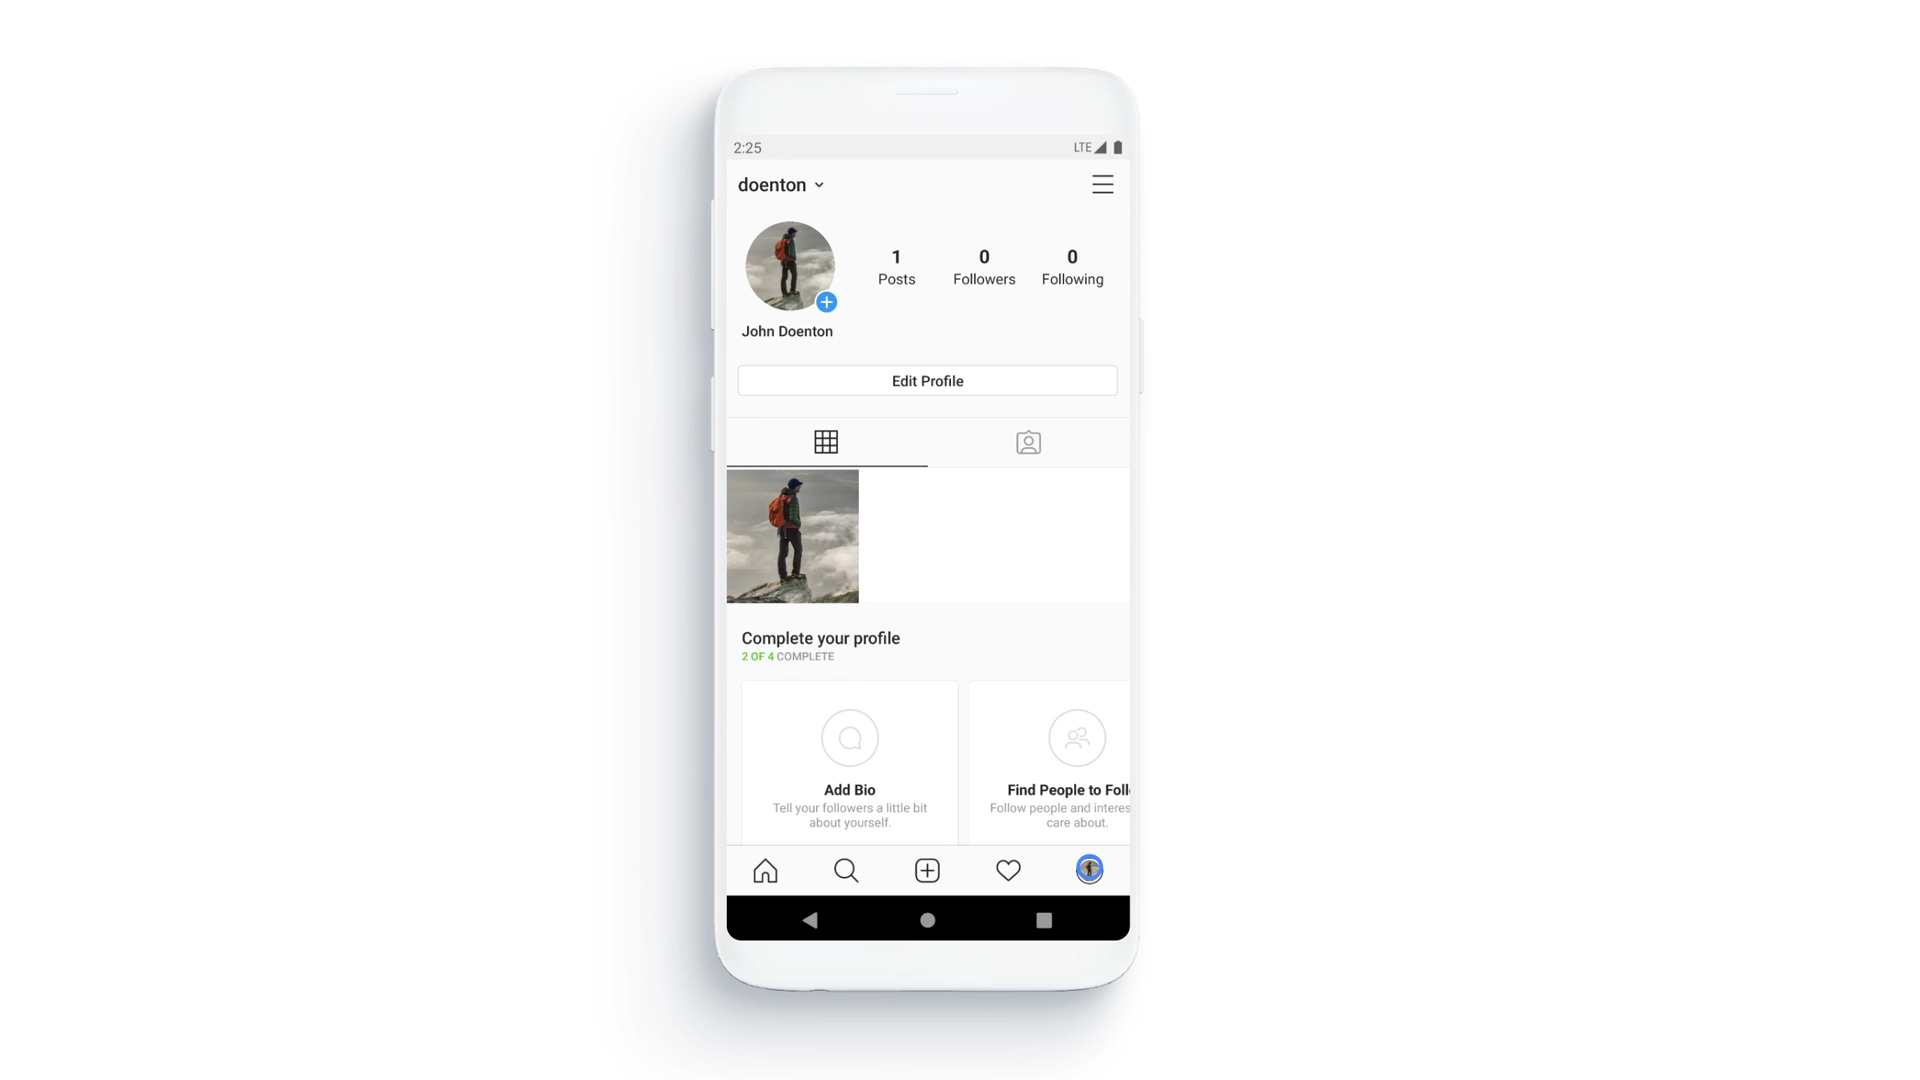 2:25
LTE
doenton
1
0
0
Posts
Followers
Following
John Doenton
Edit Profile
Complete your profile
2 OF 4 COMPLETE
Add Bio
Tell your followers a little bit
about yourself.
Find People to Foll
Follow people and interes
care about.